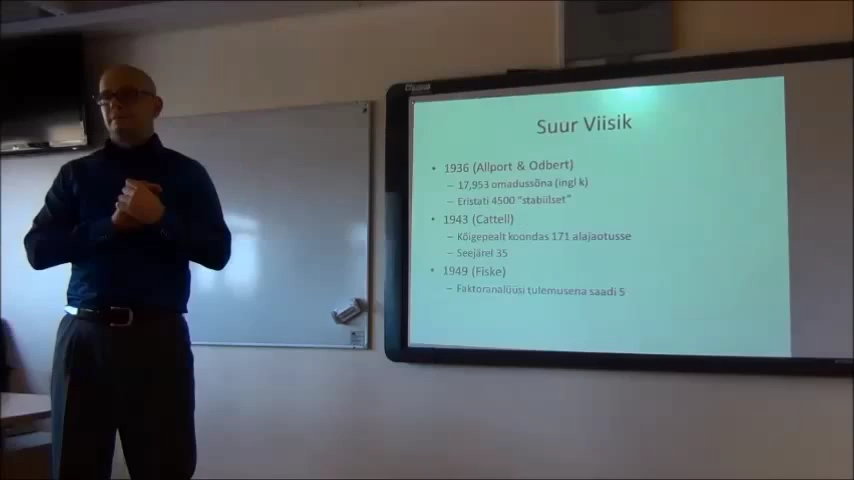 Suur Viisik
• 1936 (Allport & Odbert)
– 17,953 omadussõna (ingl k)
– Eristati 4500 "stabiilset"
• 1943 (Cattell)
– Kõigepealt koondas 171 alajaotusse
– Seejärel 35
• 1949 (Fiske)
– Faktoranalüüsi tulemusena saadi 5